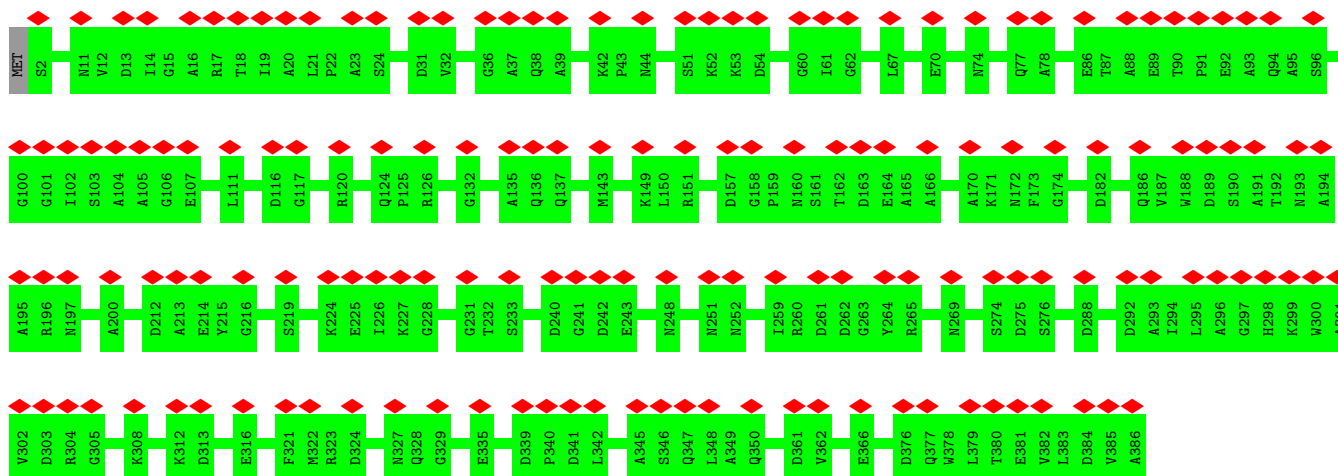 MET S2 N11 V12 D13 I14 G15 A16 R17 T18 I19 A20 L21 P22 A23 S24 D31 V32 G36 A37 Q38 A39 K42 P43 N44 S51 K52 K53 D54 G60 I61 G62 L67 E70 N74 Q77 A78 E86 T87 A88 E89 T90 P91 E92 A93 Q94 A95 S96
G100 G101 I102 S103 A104 A105 G106 E107 L111 D116 G117 R120 Q124 P125 R126 G132 A135 Q136 Q137 M143 K149 L150 R151 D157 G158 P159 N160 S161 T162 D163 E164 A165 A166 A170 K171 N172 F173 G174 D182 Q186 V187 W188 D189 S190 A191 T192 N193 A194
A195 R196 N197 A200 D212 A213 E214 Y215 G216 S219 K224 E225 I226 K227 G228 G231 T232 S233 D240 G241 D242 E243 N248 N251 N252 I259 R260 D261 D262 G263 Y264 R265 N269 S274 D275 S276 D288 D292 A293 I294 L295 A296 G297 H298 K299 W300
V302 D303 R304 G305 K308 K312 D313 E316 F321 M322 R323 D324 N327 Q328 G329 E335 D339 P340 D341 L342 A345 S346 Q347 L348 A349 Q350 D361 V362 E366 D376 Q377 W378 L379 T380 E381 V382 L383 D384 V385 A386